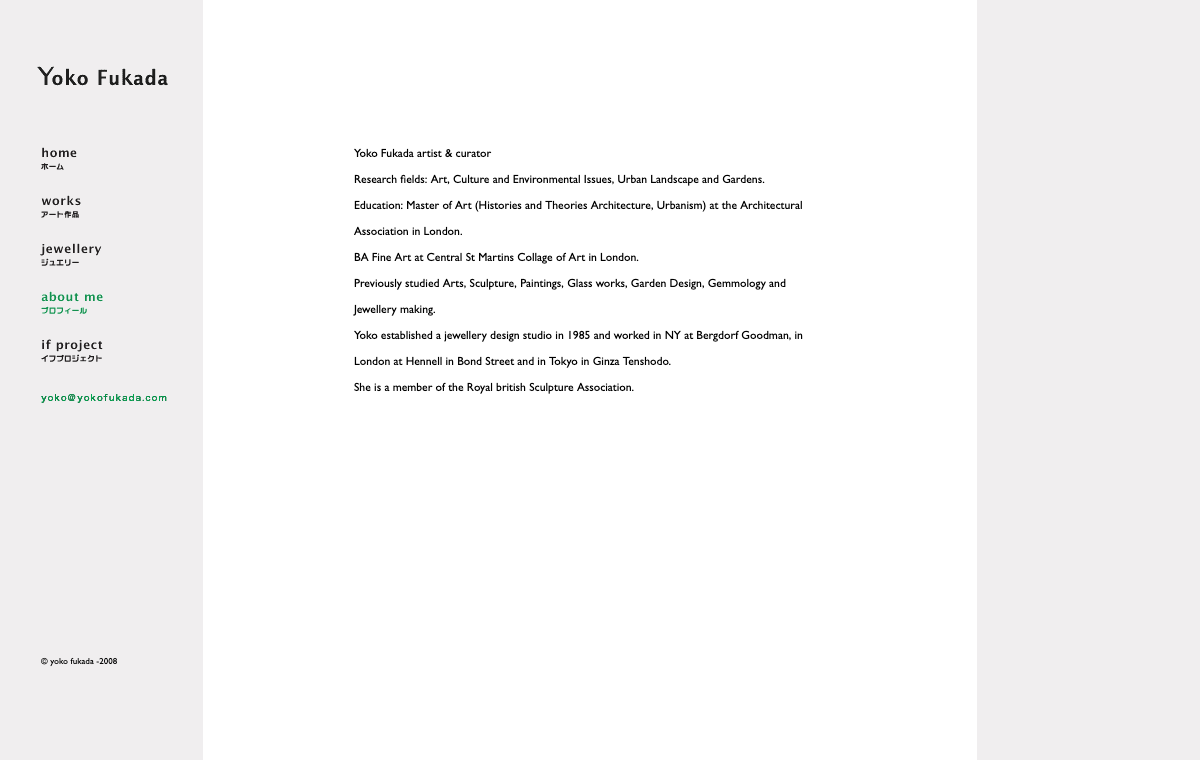 Yoko Fukada
home
ホーム
works
アート作品
jewellery
ジュエリー
about me
プロフィール
if project
イフプロジェクト
yoko@yokofukada.com
© yoko fukada -2008
Yoko Fukada artist & curator
Research fields: Art, Culture and Environmental Issues, Urban Landscape and Gardens.
Education: Master of Art (Histories and Theories Architecture, Urbanism) at the Architectural
Association in London.
BA Fine Art at Central St Martins Collage of Art in London.
Previously studied Arts, Sculpture, Paintings, Glass works, Garden Design, Gemmology and
Jewellery making.
Yoko established a jewellery design studio in 1985 and worked in NY at Bergdorf Goodman, in
London at Hennell in Bond Street and in Tokyo in Ginza Tenshodo.
She is a member of the Royal british Sculpture Association.